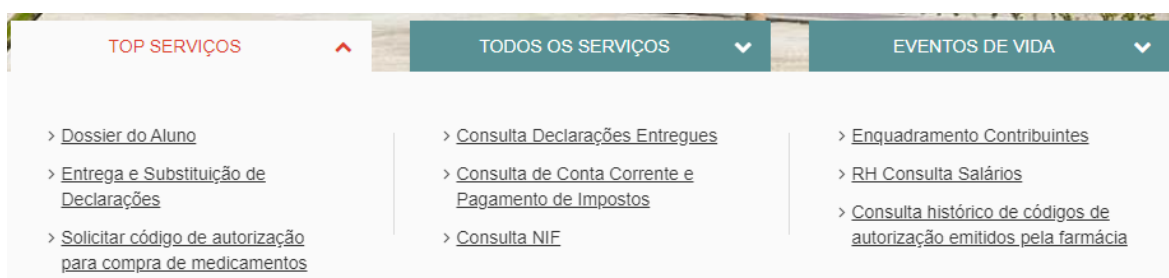 TOP SERVIÇOS
TODOS OS SERVIÇOS
EVENTOS DE VIDA
Dossier do Aluno
Entrega e Substituição de
Declarações
Solicitar código de autorização
para compra de medicamentos
Consulta Declarações Entregues
Consulta de Conta Corrente e
Pagamento de Impostos
Consulta NIF
Enquadramento Contribuintes
RH Consulta Salários
Consulta histórico de códigos de
autorização emitidos pela farmácia